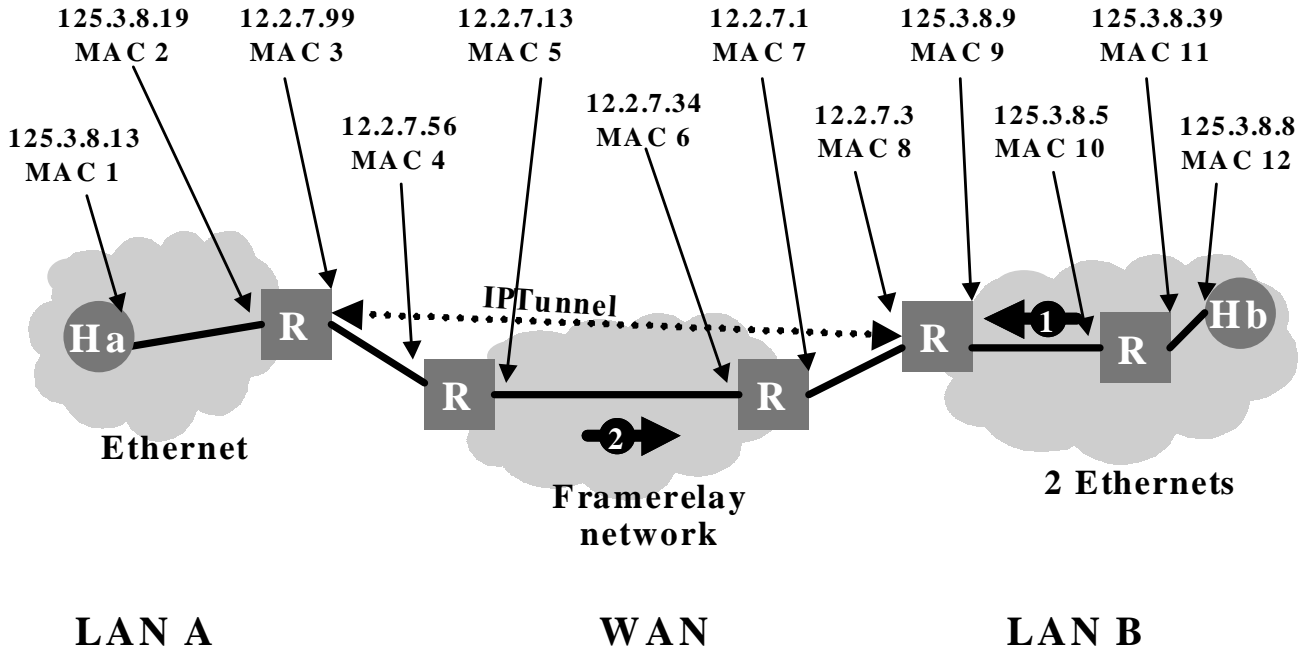 125.3.8.19
MAC 2
12.2.7.99
MAC 3
12.2.7.13
MAC 5
12.2.7.1
MAC 7
125.3.8.9
MAC 9
125.3.8.39
MAC 11
125.3.8.13
MAC 1
12.2.7.56
MAC 4
12.2.7.34
MAC 6
12.2.7.3
MAC 8
125.3.8.5
MAC 10
125.3.8.8
MAC 12
IPTunnel
Ha
R
R
R
R
1
R
Hb
2
Ethernet
Framerelay
network
2 Ethernets
LAN A
WAN
LAN B